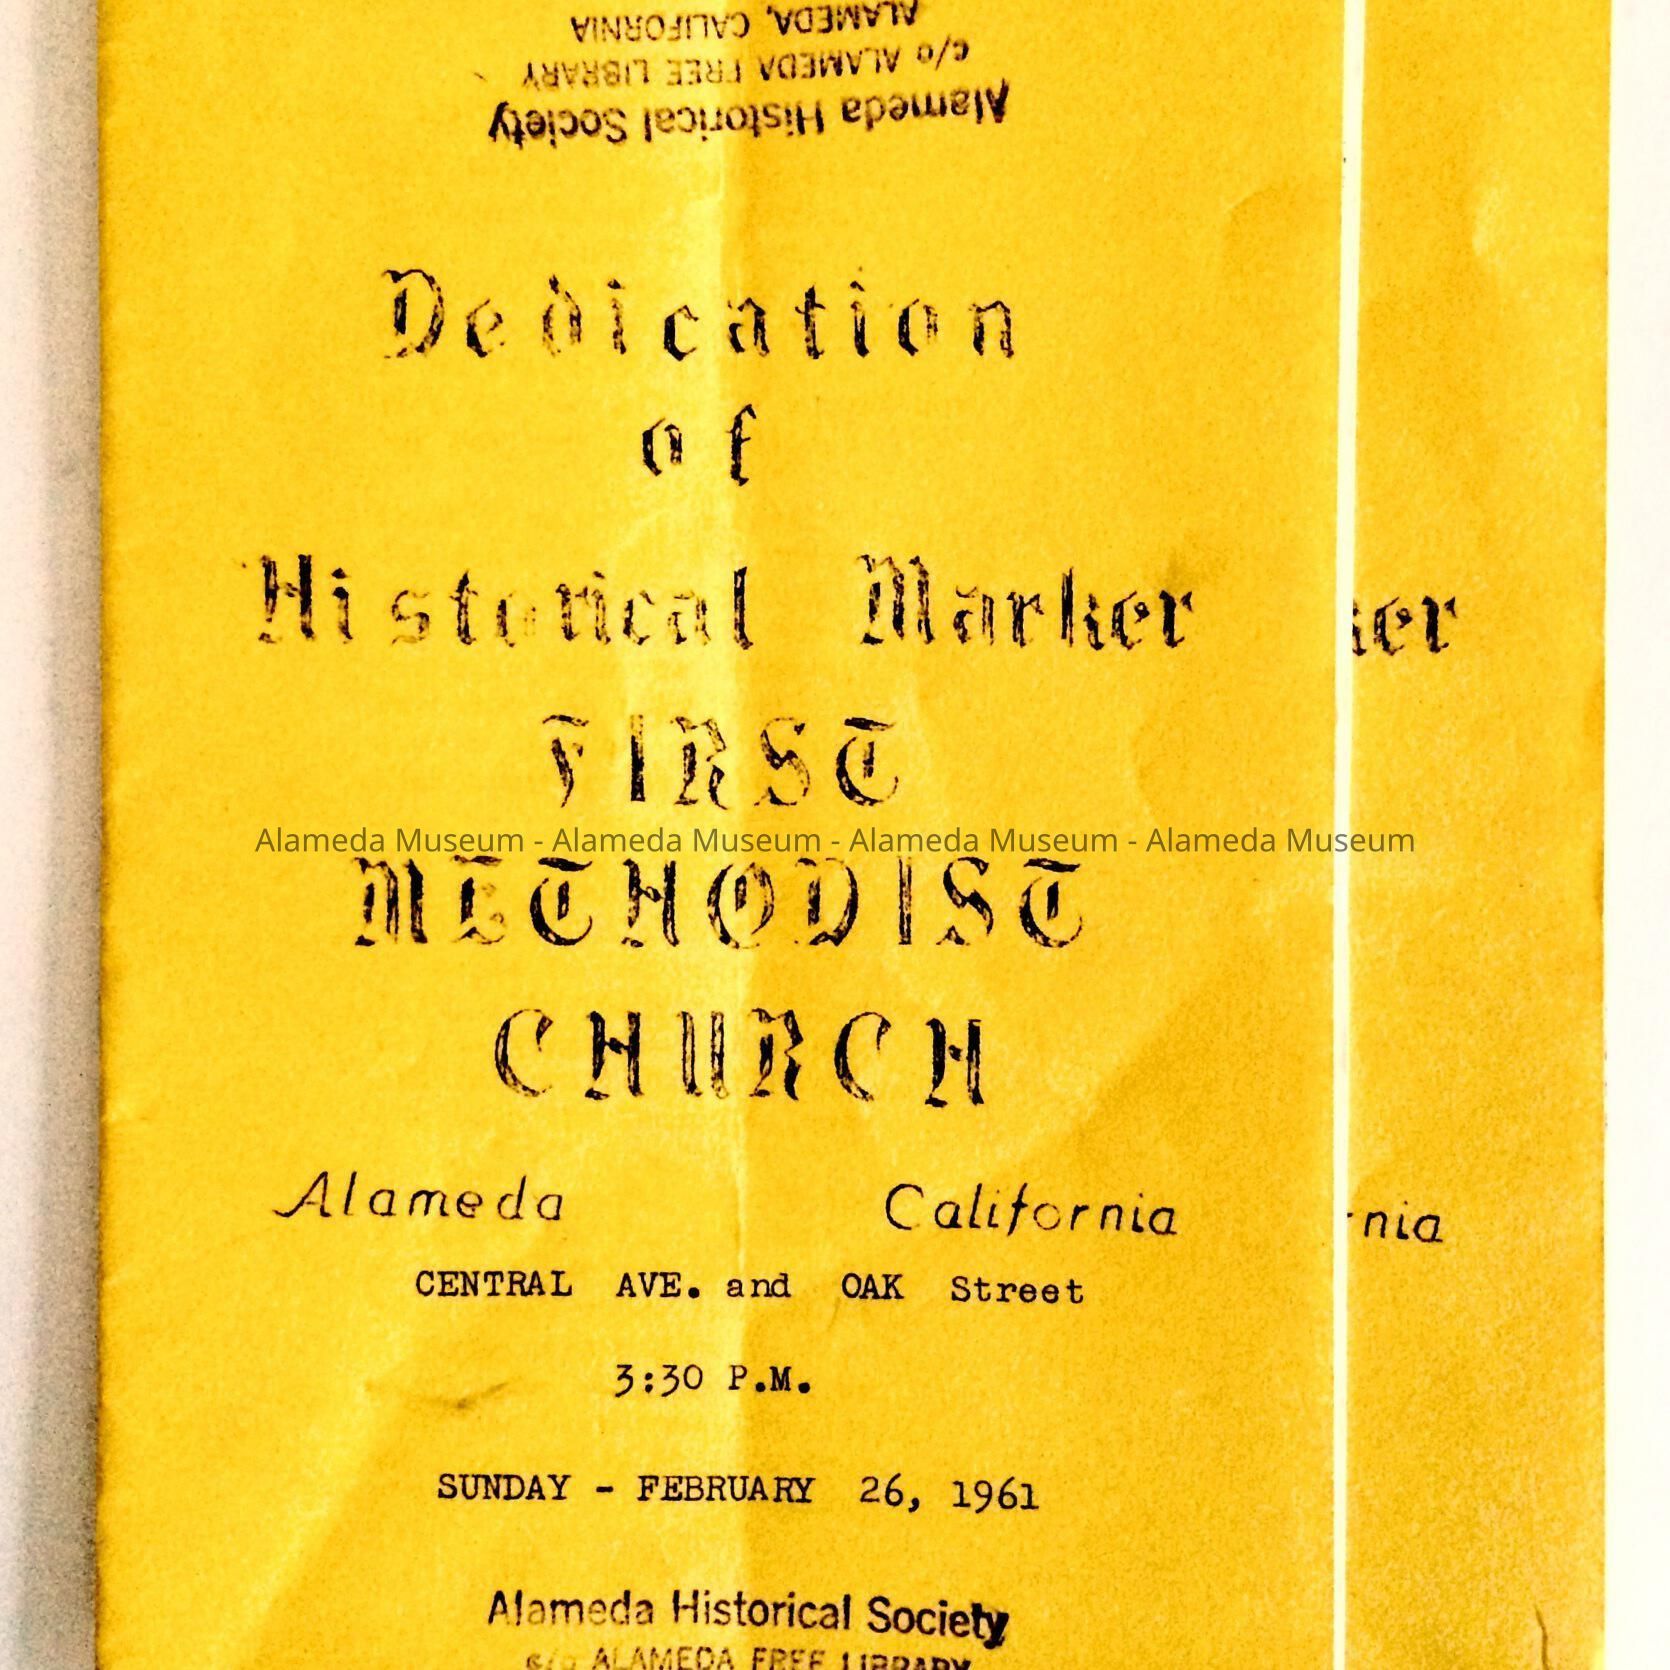 ALAMEDA, CALIFORNIA
c/o ALAMEDA FREE LIBRARY
Alameda Historical Society
Dedication
of
Historical Marker ker
FIRST
Alameda Museum - Alameda Museum - Alameda Museum - Alameda Museum
METHODIST
CHURCH
Alameda California rnia
CENTRAL AVE. and OAK Street
3:30 P.M.
SUNDAY - FEBRUARY 26, 1961
Alameda Historical Society
c/o ALAMEDA FREE LIBRARY